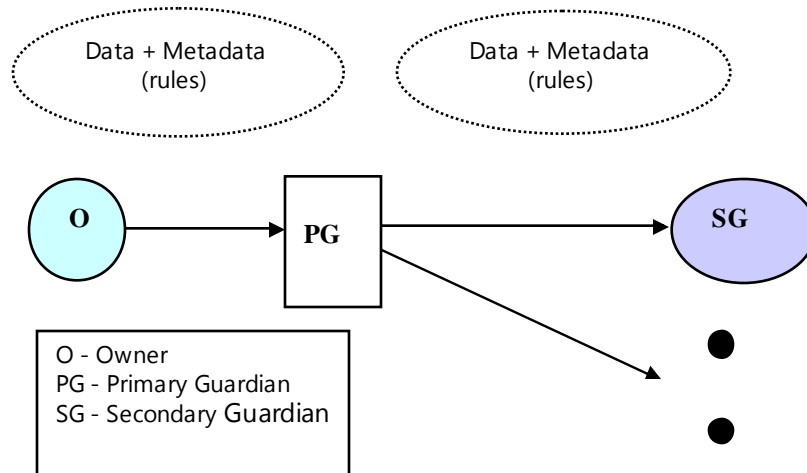 Data + Metadata
(rules)
Data + Metadata
(rules)
O
PG
SG
O - Owner
PG - Primary Guardian
SG - Secondary Guardian